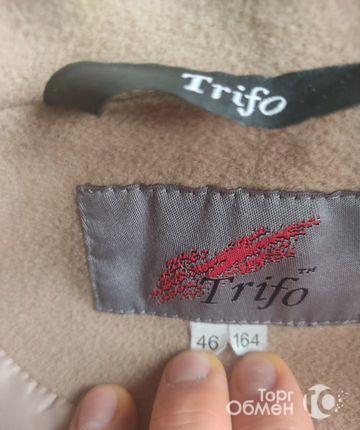 Trifo
Trifo™
46 164
Торг
Обмен